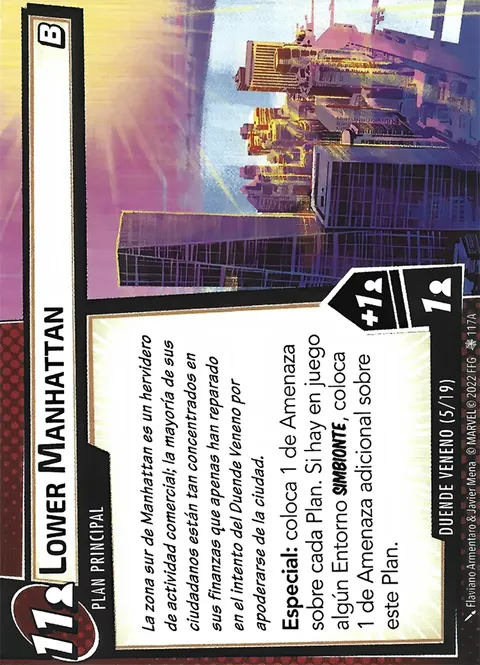 11
LOWER MANHATTAN
B
PLAN PRINCIPAL
La zona sur de Manhattan es un hervidero
de actividad comercial; la mayoría de sus
ciudadanos están tan concentrados en
sus finanzas que apenas han reparado
en el intento del Duende Veneno por
apoderarse de la ciudad.
Especial: coloca 1 de Amenaza
sobre cada Plan. Si hay en juego
algún Entorno SIMBIONTE, coloca
1 de Amenaza adicional sobre
este Plan.
+1
1
DUENDE VENENO (5/19)
Flaviano Armentaro & Javier Mena © MARVEL © 2022 FFG 117A